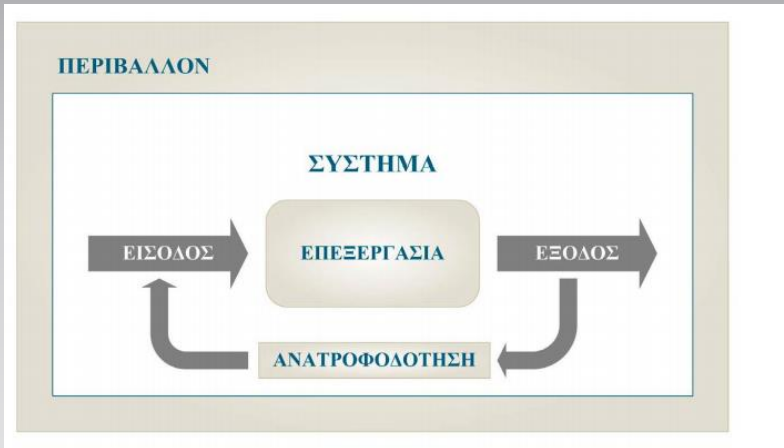 ΠΕΡΙΒΑΛΛΟΝ
ΣΥΣΤΗΜΑ
ΕΙΣΟΔΟΣ
ΕΠΕΞΕΡΓΑΣΙΑ
ΕΞΟΔΟΣ
ΑΝΑΤΡΟΦΟΔΟΤΗΣΗ